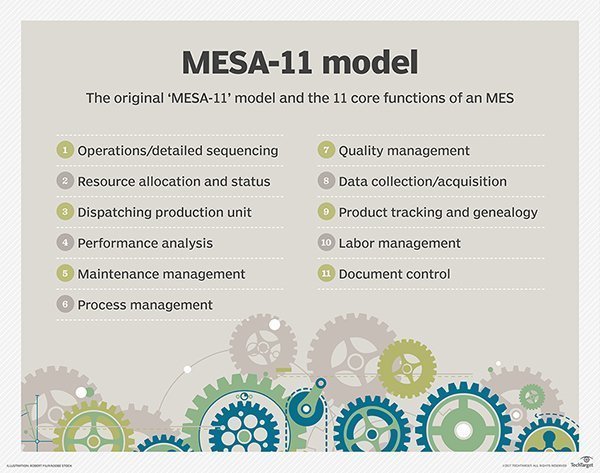 MESA-11 model
The original ‘MESA-11’ model and the 11 core functions of an MES
1 Operations/detailed sequencing
2 Resource allocation and status
3 Dispatching production unit
4 Performance analysis
5 Maintenance management
6 Process management
7 Quality management
8 Data collection/acquisition
9 Product tracking and genealogy
10 Labor management
11 Document control
ILLUSTRATION: ROBERT FILIP/ADOBE STOCK
©2017 TECHTARGET. ALL RIGHTS RESERVED
TechTarget